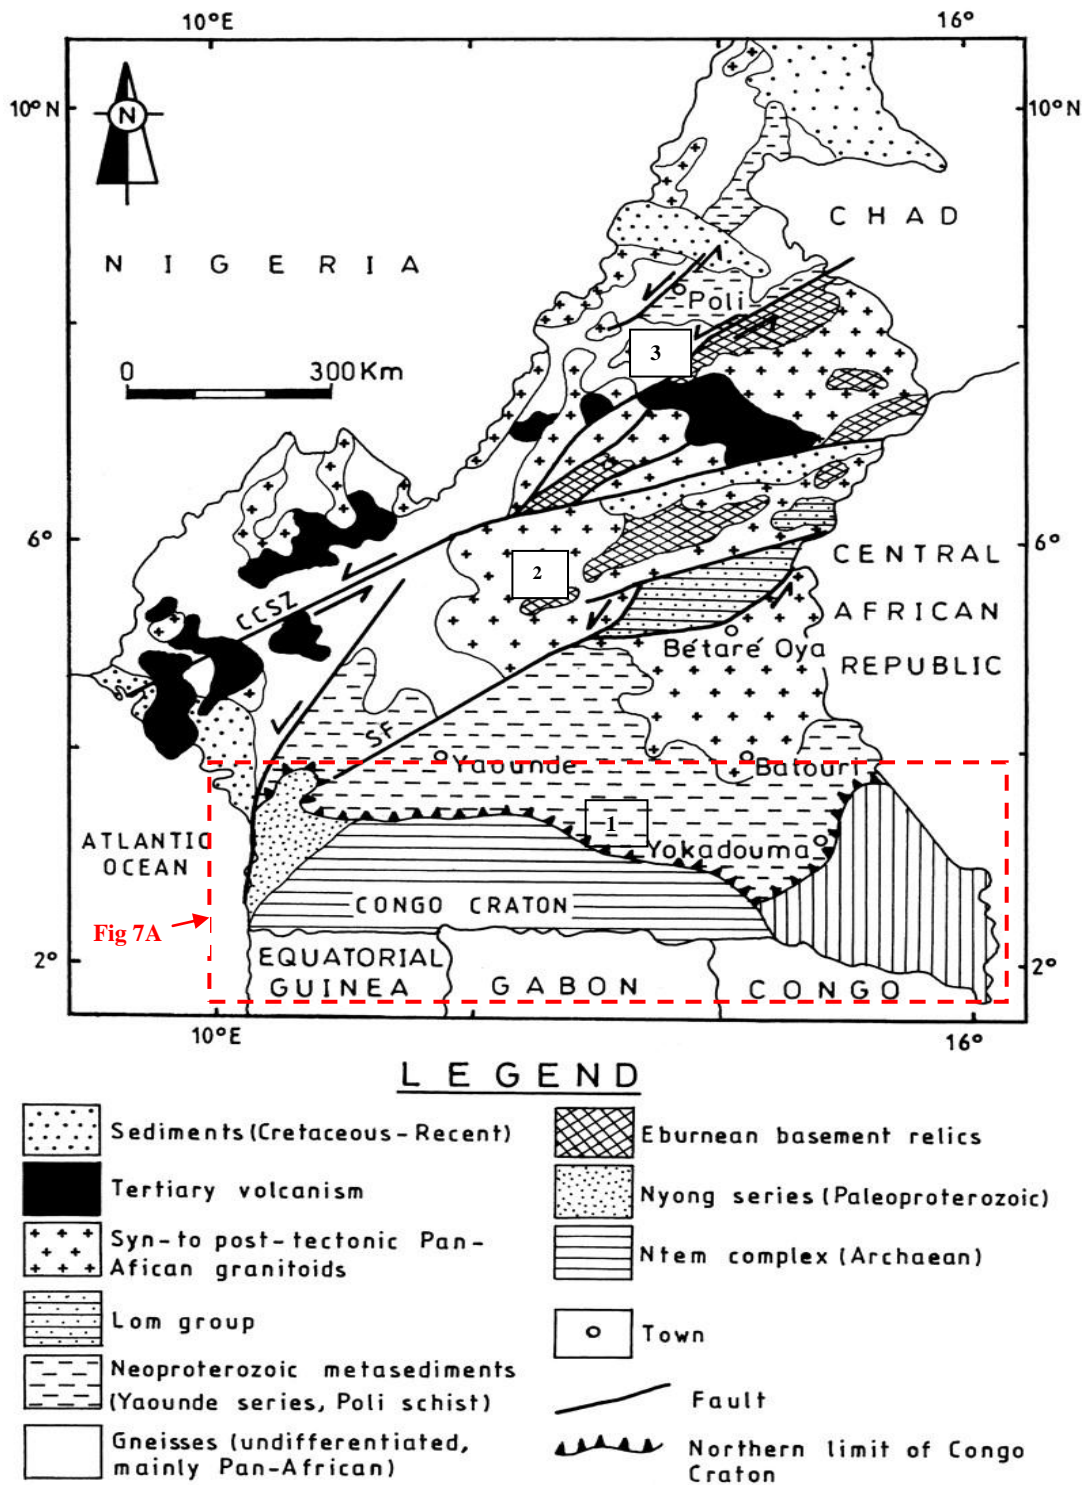 10°E
16°
10°N
10°N
N
CHAD
NIGERIA
Poli
3
0 300Km
6°
6°
2
CENTRAL
AFRICAN
REPUBLIC
CCSZ
Bétaré Oya
SF
Yaounde
Batouri
1
Yokadouma
ATLANTIC
OCEAN
CONGO CRATON
Fig 7A
EQUATORIAL
GUINEA
GABON
CONGO
2°
2°
10°E
16°
LEGEND
Sediments (Cretaceous-Recent)
Tertiary volcanism
Syn-to post-tectonic Pan-
Afican granitoids
Lom group
Neoproterozoic metasediments
(Yaounde series, Poli schist)
Gneisses (undifferentiated,
mainly Pan-African)
Eburnean basement relics
Nyong series (Paleoproterozoic)
Ntem complex (Archaean)
Town
Fault
Northern limit of Congo
Craton